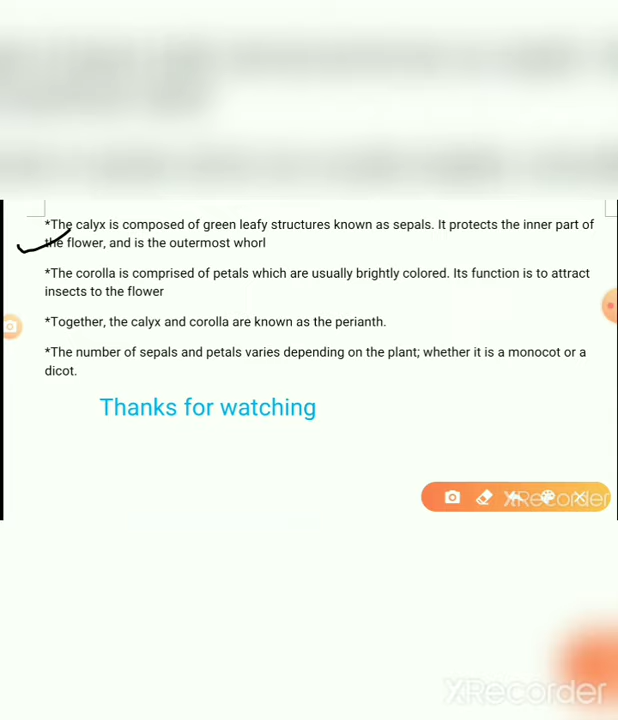 *The calyx is composed of green leafy structures known as sepals. It protects the inner part of
the flower, and is the outermost whorl
*The corolla is comprised of petals which are usually brightly colored. Its function is to attract
insects to the flower
*Together, the calyx and corolla are known as the perianth.
*The number of sepals and petals varies depending on the plant; whether it is a monocot or a
dicot.
Thanks for watching
XRecorder
XRecorder